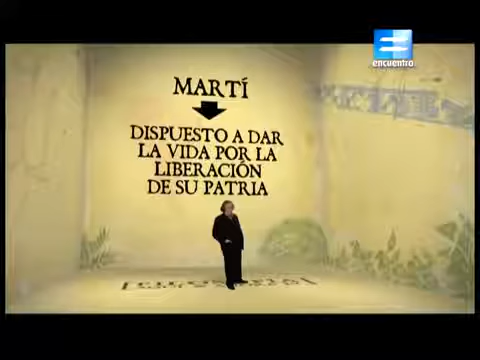 encuentro
MARTÍ
DISPUESTO A DAR
LA VIDA POR LA
LIBERACIÓN
DE SU PATRIA